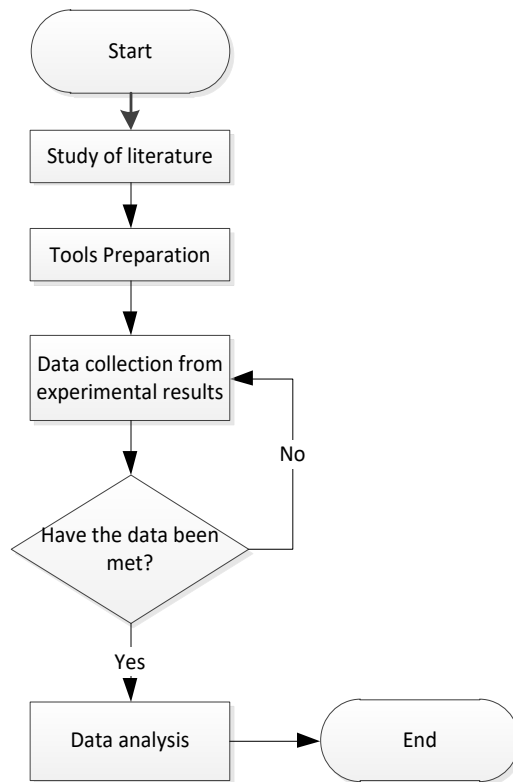 Start
Study of literature
Tools Preparation
Data collection from
experimental results
No
Have the data been
met?
Yes
Data analysis
End